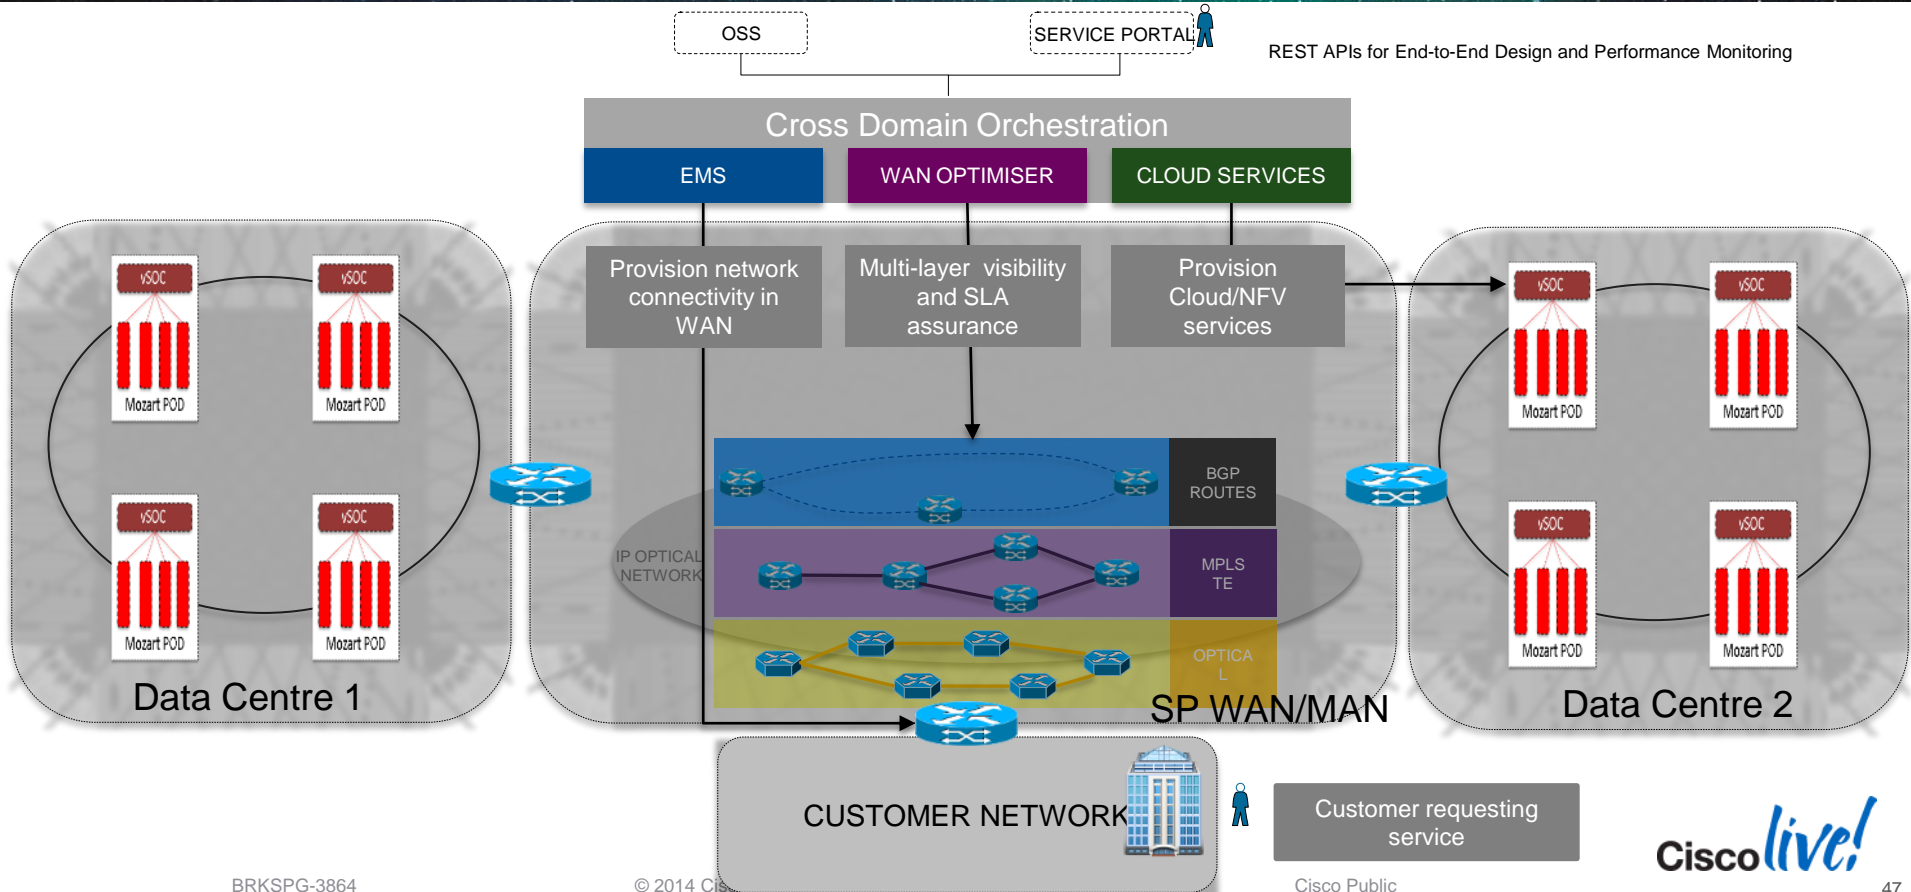 OSS
SERVICE PORTAL
REST APIs for End-to-End Design and Performance Monitoring
Cross Domain Orchestration
EMS
WAN OPTIMISER
CLOUD SERVICES
Provision network
connectivity in
WAN
Multi-layer visibility
and SLA
assurance
Provision
Cloud/NFV
services
vSOC
Mozart POD
vSOC
Mozart POD
vSOC
Mozart POD
vSOC
Mozart POD
Data Centre 1
IP OPTICAL
NETWORK
BGP
ROUTES
MPLS
TE
OPTICA
L
SP WAN/MAN
vSOC
Mozart POD
vSOC
Mozart POD
vSOC
Mozart POD
vSOC
Mozart POD
Data Centre 2
CUSTOMER NETWORK
Customer requesting
service
Cisco live!
BRKSPG-3864
© 2014 Cis
Cisco Public
47